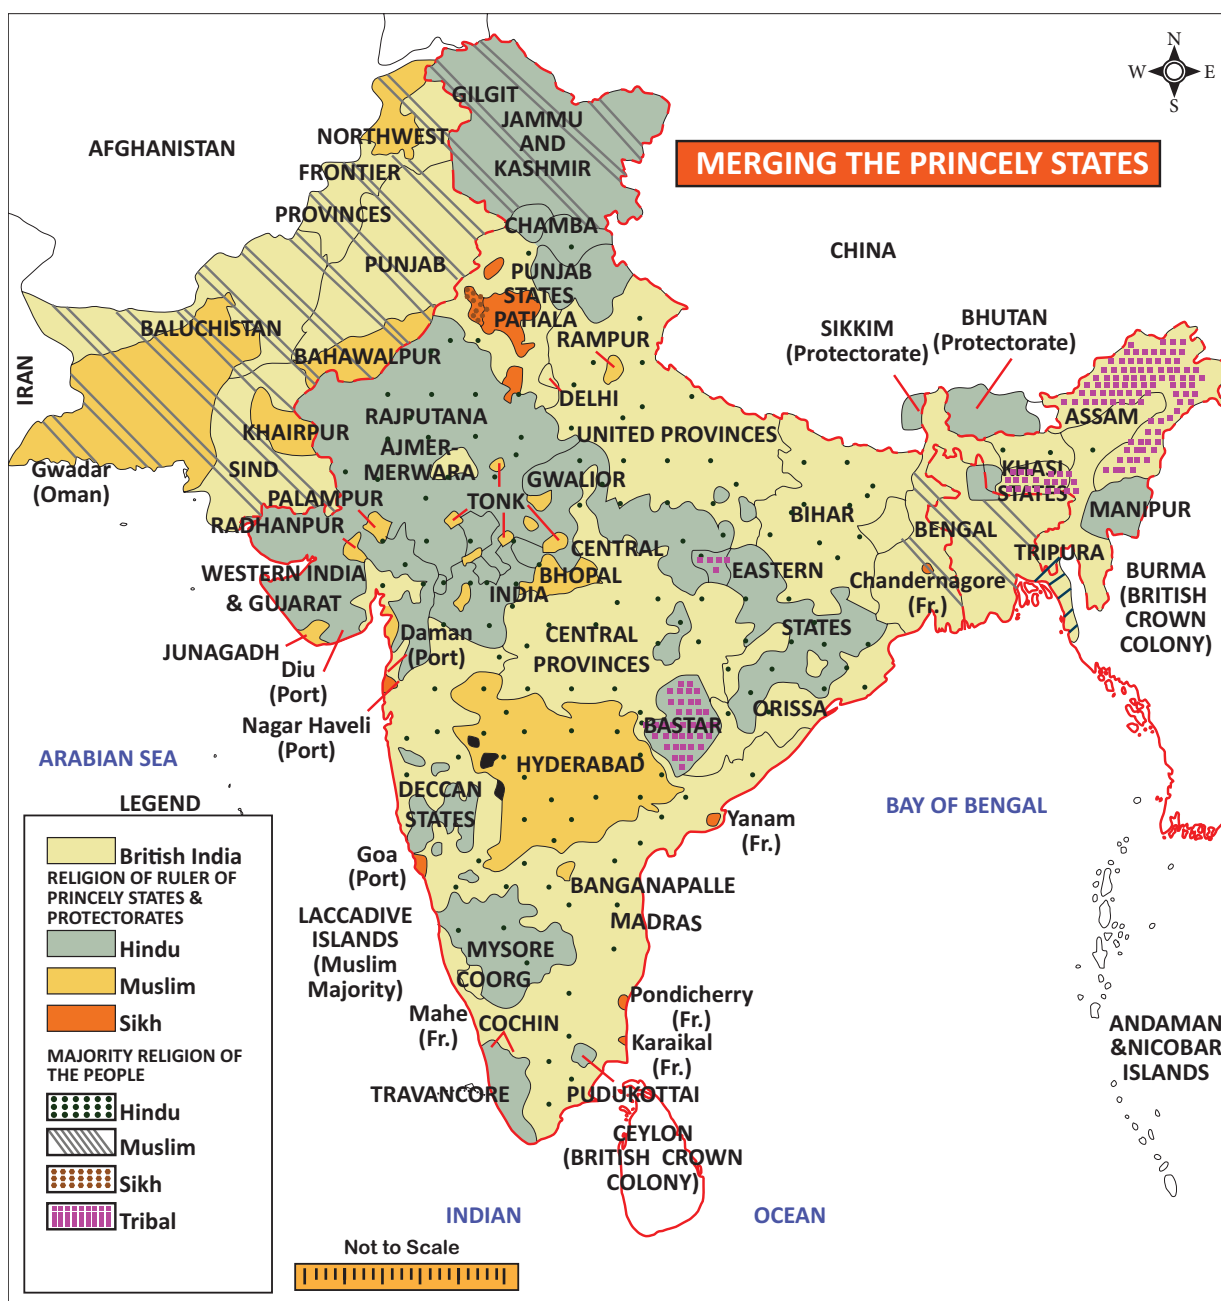 N
W E
S
MERGING THE PRINCELY STATES
AFGHANISTAN
GILGIT
JAMMU
AND
KASHMIR
NORTHWEST
FRONTIER
PROVINCES
CHAMBA
PUNJAB
PUNJAB
STATES
PATIALA
CHINA
BALUCHISTAN
BAHAWALPUR
RAMPUR
SIKKIM
(Protectorate)
BHUTAN
(Protectorate)
IRAN
DELHI
RAJPUTANA
ASSAM
KHAIRPUR
AJMER-
MERWARA
UNITED PROVINCES
Gwadar
(Oman)
SIND
GWALIOR
KHASI
STATES
PALAMPUR
TONK
MANIPUR
RADHANPUR
BIHAR
BENGAL
CENTRAL
INDIA
TRIPURA
WESTERN INDIA
& GUJARAT
BHOPAL
EASTERN
STATES
Chandernagore
(Fr.)
BURMA
(BRITISH
CROWN
COLONY)
JUNAGADH
Diu
(Port)
Daman
(Port)
CENTRAL
PROVINCES
Nagar Haveli
(Port)
ORISSA
BASTAR
ARABIAN SEA
HYDERABAD
DECCAN
STATES
BAY OF BENGAL
Yanam
(Fr.)
Goa
(Port)
BANGANAPALLE
MADRAS
LACCADIVE
ISLANDS
(Muslim
Majority)
MYSORE
COORG
Mahe
(Fr.)
COCHIN
Pondicherry
(Fr.)
Karaikal
(Fr.)
ANDAMAN
&NICOBAR
ISLANDS
TRAVANCORE
PUDUKOTTAI
CEYLON
(BRITISH CROWN
COLONY)
INDIAN OCEAN
LEGEND
British India
RELIGION OF RULER OF
PRINCELY STATES &
PROTECTORATES
Hindu
Muslim
Sikh
MAJORITY RELIGION OF
THE PEOPLE
Hindu
Muslim
Sikh
Tribal
Not to Scale